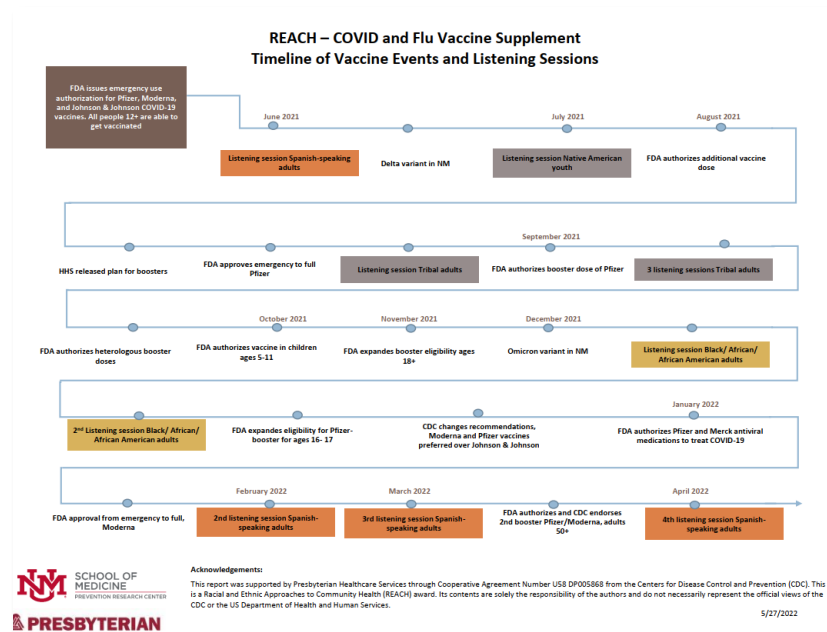 REACH – COVID and Flu Vaccine Supplement
Timeline of Vaccine Events and Listening Sessions
FDA issues emergency use
authorization for Pfizer, Moderna,
and Johnson & Johnson COVID-19
vaccines. All people 12+ are able to
get vaccinated
June 2021
July 2021
August 2021
Listening session Spanish-speaking
adults
Delta variant in NM
Listening session Native American
youth
FDA authorizes additional vaccine
dose
September 2021
HHS released plan for boosters
FDA approves emergency to full
Pfizer
Listening session Tribal adults
FDA authorizes booster dose of Pfizer
3 listening sessions Tribal adults
October 2021
November 2021
December 2021
FDA authorizes heterologous booster
doses
FDA authorizes vaccine in children
ages 5-11
FDA expandes booster eligibility ages
18+
Omicron variant in NM
Listening session Black/ African/
African American adults
January 2022
2nd Listening session Black/ African/
African American adults
FDA expandes eligibility for Pfizer-
booster for ages 16- 17
CDC changes recommendations,
Moderna and Pfizer vaccines
preferred over Johnson & Johnson
FDA authorizes Pfizer and Merck antiviral
medications to treat COVID-19
February 2022
March 2022
April 2022
FDA approval from emergency to full,
Moderna
2nd listening session Spanish-
speaking adults
3rd listening session Spanish-
speaking adults
FDA authorizes and CDC endorses
2nd booster Pfizer/Moderna, adults
50+
4th listening session Spanish-
speaking adults
UNM
SCHOOL OF
MEDICINE
PREVENTION RESEARCH CENTER
PRESBYTERIAN
Acknowledgements:
This report was supported by Presbyterian Healthcare Services through Cooperative Agreement Number U58 DP005868 from the Centers for Disease Control and Prevention (CDC). This
is a Racial and Ethnic Approaches to Community Health (REACH) award. Its contents are solely the responsibility of the authors and do not necessarily represent the official views of the
CDC or the US Department of Health and Human Services.
5/27/2022